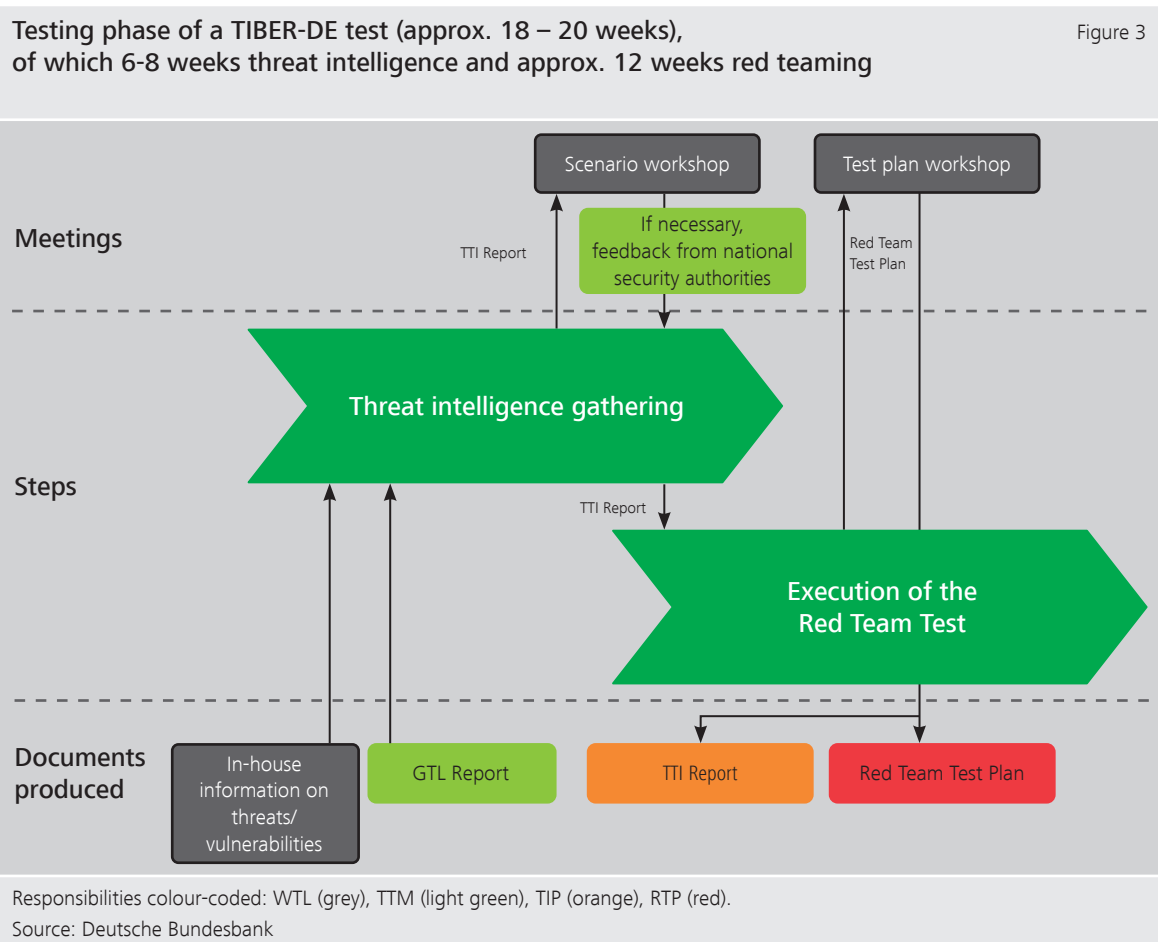 Testing phase of a TIBER-DE test (approx. 18 – 20 weeks),
of which 6-8 weeks threat intelligence and approx. 12 weeks red teaming
Figure 3
Meetings
Scenario workshop
Test plan workshop
TTI Report
If necessary,
feedback from national
security authorities
Red Team
Test Plan
Steps
Threat intelligence gathering
TTI Report
Execution of the
Red Team Test
Documents
produced
In-house
information on
threats/
vulnerabilities
GTL Report
TTI Report
Red Team Test Plan
Responsibilities colour-coded: WTL (grey), TTM (light green), TIP (orange), RTP (red).
Source: Deutsche Bundesbank